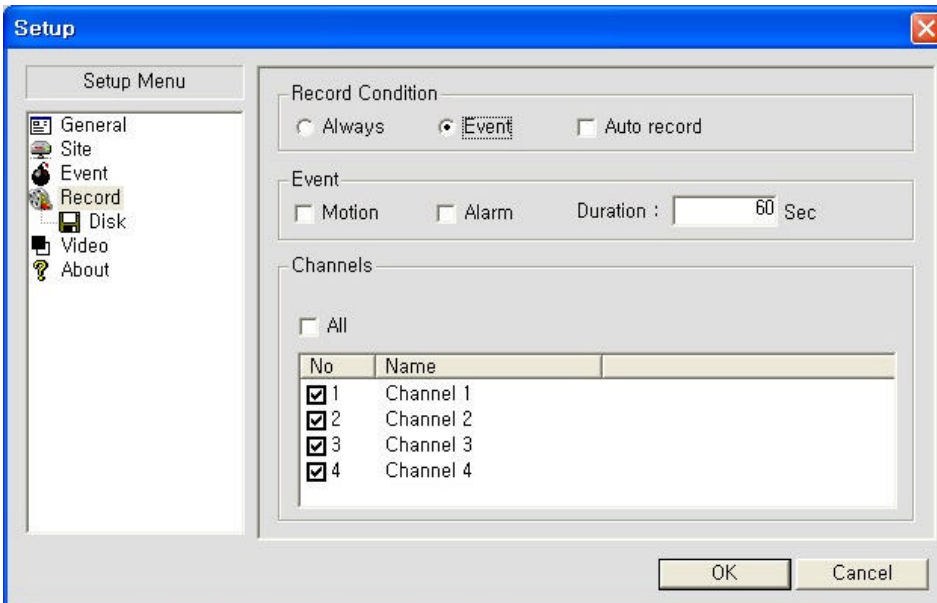 Setup
Setup Menu
General
Site
Event
Record
Disk
Video
About
Record Condition
Always Event Auto record
Event
Motion Alarm Duration : 60 Sec
Channels
All
No Name
1 Channel 1
2 Channel 2
3 Channel 3
4 Channel 4
OK Cancel